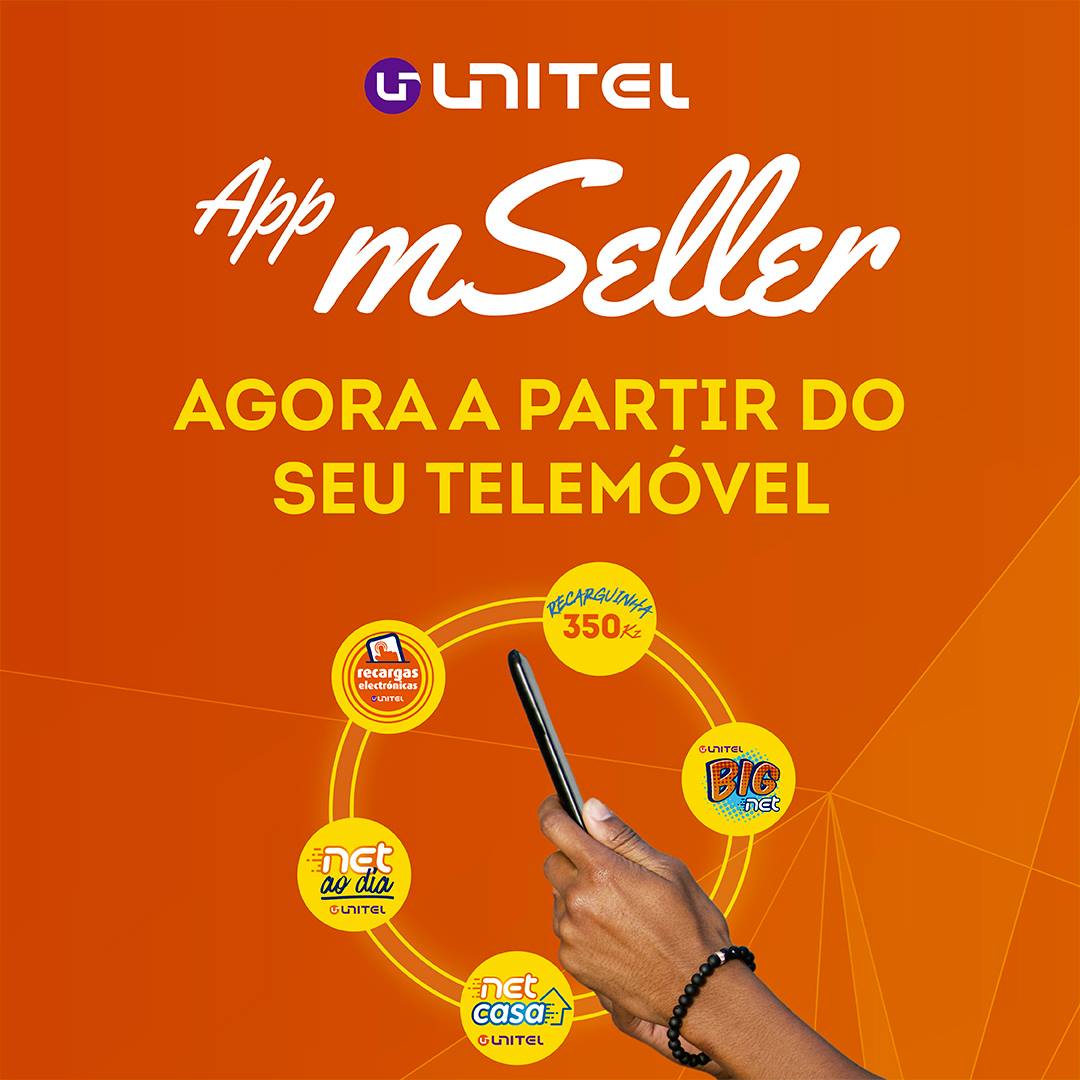 UNITEL
App mSeller
AGORA A PARTIR DO
SEU TELEMÓVEL
RECARGUINHA
350Kz
recargas
electrónicas
UNITEL
UNITEL
BIG
net
net
ao dia
UNITEL
net
casa
UNITEL